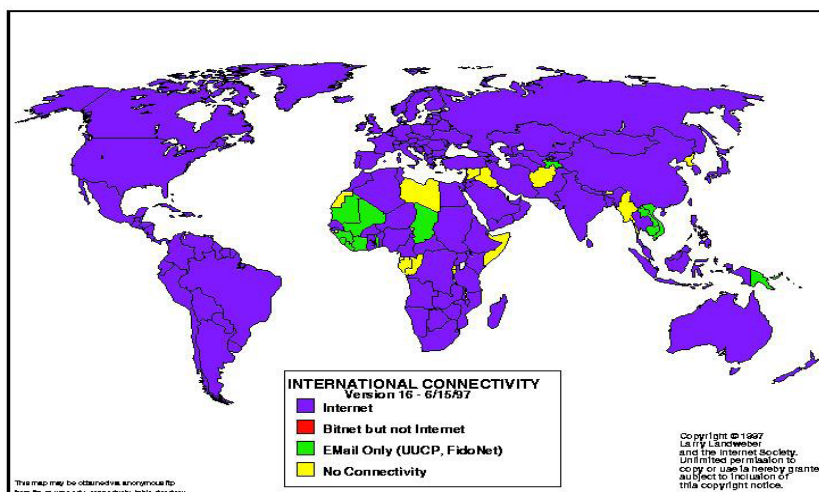 INTERNATIONAL CONNECTIVITY
Version 16 - 6/15/97
Internet
Bitnet but not Internet
EMail Only (UUCP, FidoNet)
No Connectivity
Copyright © 1997
Larry Landweber
and the Internet Society.
Unlimited permission to
copy or use is hereby grante
subject to inclusion of
this copyright notice.
This map may be obtained via anonymous ftp